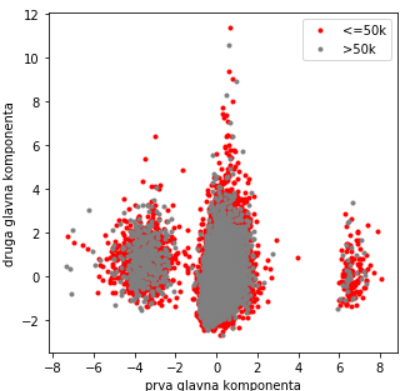 12
10
8
6
4
2
0
−2
−8 −6 −4 −2 0 2 4 6 8
druga glavna komponenta
prva glavna komponenta
<=50k
>50k